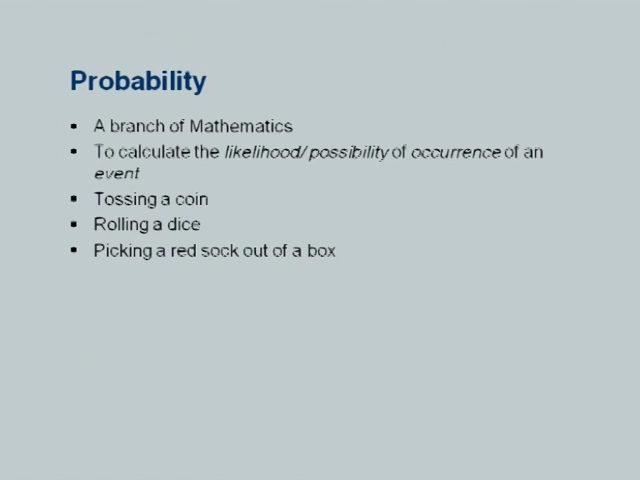 Probability
▪ A branch of Mathematics
▪ To calculate the likelihood/possibility of occurrence of an
event
▪ Tossing a coin
▪ Rolling a dice
▪ Picking a red sock out of a box